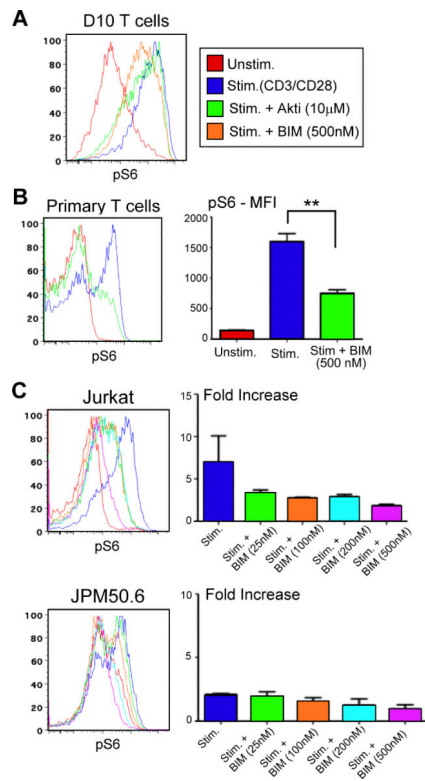 A
D10 T cells
100
80
60
40
20
0
pS6
Unstim.
Stim.(CD3/CD28)
Stim. + Akti (10µM)
Stim. + BIM (500nM)
B
Primary T cells
100
80
60
40
20
0
pS6
pS6 - MFI
**
2000
1500
1000
500
0
Unstim.
Stim.
Stim + BIM
(500 nM)
C
Jurkat
100
80
60
40
20
0
pS6
Fold Increase
15
10
5
0
Stim.
Stim. +
BIM (25nM)
Stim. +
BIM (100nM)
Stim. +
BIM (200nM)
Stim. +
BIM (500nM)
JPM50.6
100
80
60
40
20
0
pS6
Fold Increase
10
5
0
Stim.
Stim. +
BIM (25nM)
Stim. +
BIM (100nM)
Stim. +
BIM (200nM)
Stim. +
BIM (500nM)